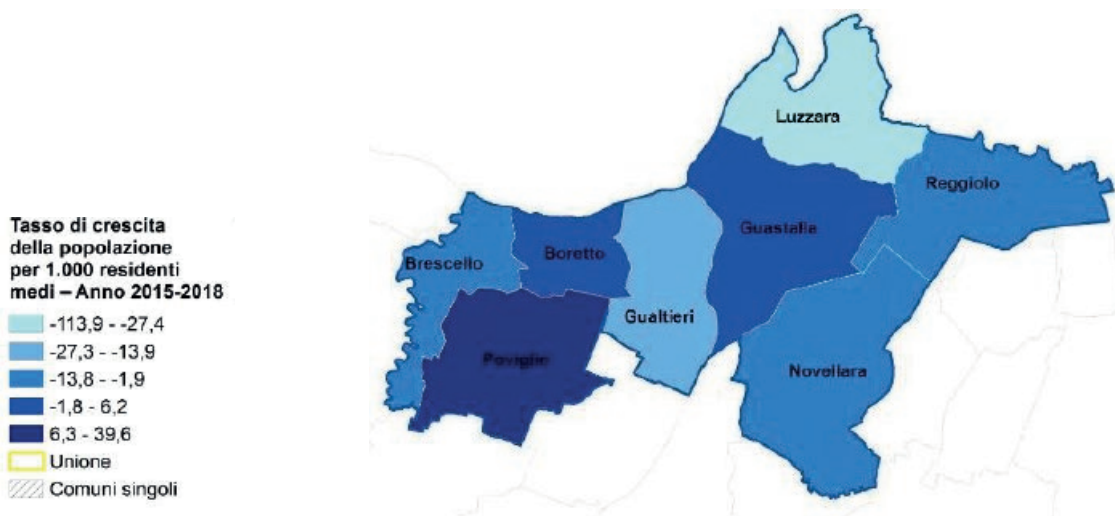 Luzzara
Reggiolo
Guastalla
Boretto
Brescello
Gualtieri
Poviglio
Novellara
Tasso di crescita
della popolazione
per 1.000 residenti
medi – Anno 2015-2018
-113,9 - -27,4
-27,3 - -13,9
-13,8 - -1,9
-1,8 - 6,2
6,3 - 39,6
Unione
Comuni singoli